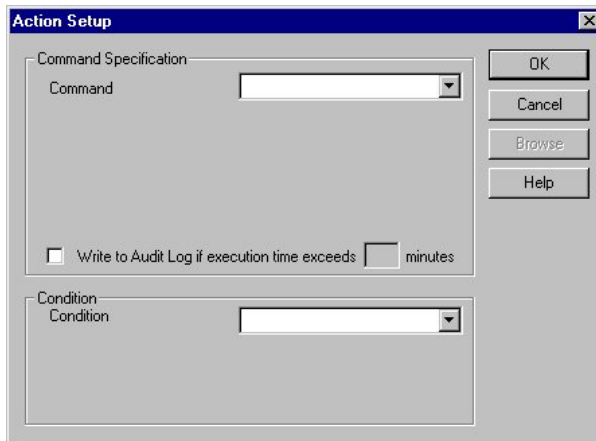 Action Setup
Command Specification
Command
OK
Cancel
Browse
Help
Write to Audit Log if execution time exceeds minutes
Condition
Condition